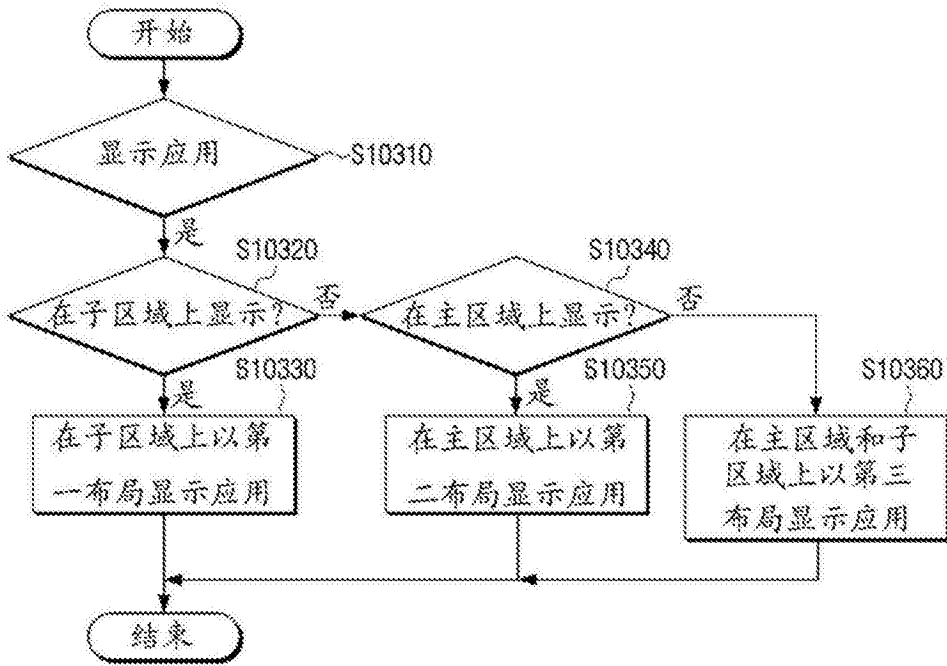 开始
显示应用
S10310
是
S10320
S10340
在子区域上显示?
否
在主区域上显示?
否
是
S10330
是
S10350
S10360
在子区域上以第
一布局显示应用
在主区域上以第
二布局显示应用
在主区域和子
区域上以第三
布局显示应用
结束